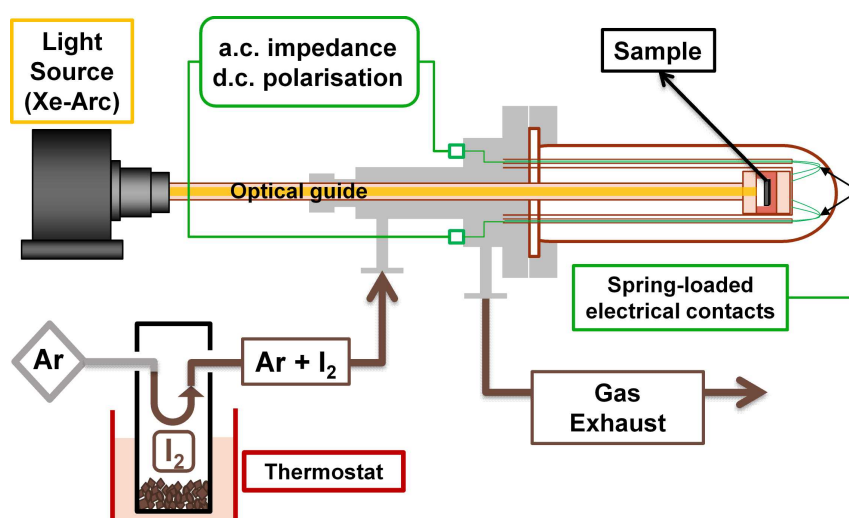 Light
Source
(Xe-Arc)
a.c. impedance
d.c. polarisation
Sample
Optical guide
Spring-loaded
electrical contacts
Ar
Ar + I₂
I₂
Thermostat
Gas
Exhaust